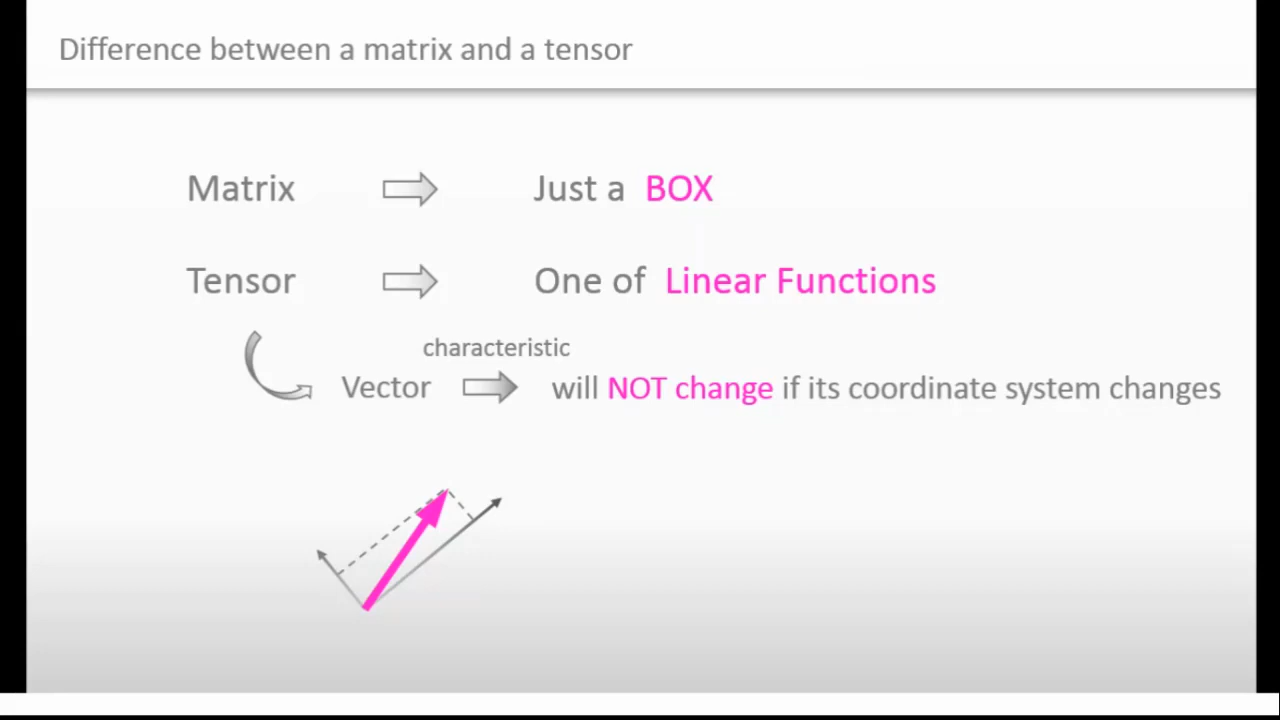 Difference between a matrix and a tensor
Matrix Just a BOX
Tensor One of Linear Functions
characteristic
Vector will NOT change if its coordinate system changes